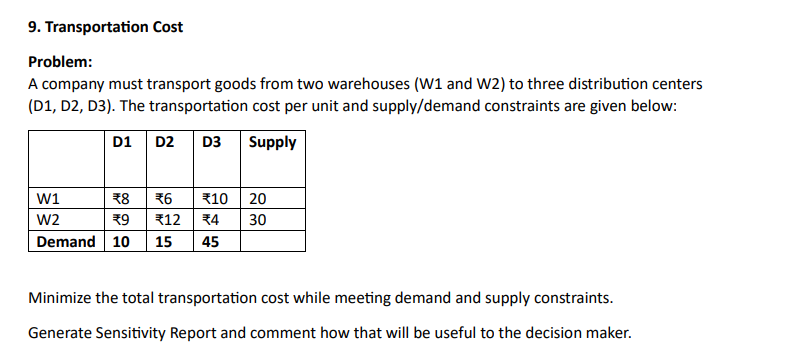 9. Transportation Cost
Problem:
A company must transport goods from two warehouses (W1 and W2) to three distribution centers
(D1, D2, D3). The transportation cost per unit and supply/demand constraints are given below:
D1 D2 D3 Supply
W1 ₹8 ₹6 ₹10 20
W2 ₹9 ₹12 ₹4 30
Demand 10 15 45
Minimize the total transportation cost while meeting demand and supply constraints.
Generate Sensitivity Report and comment how that will be useful to the decision maker.